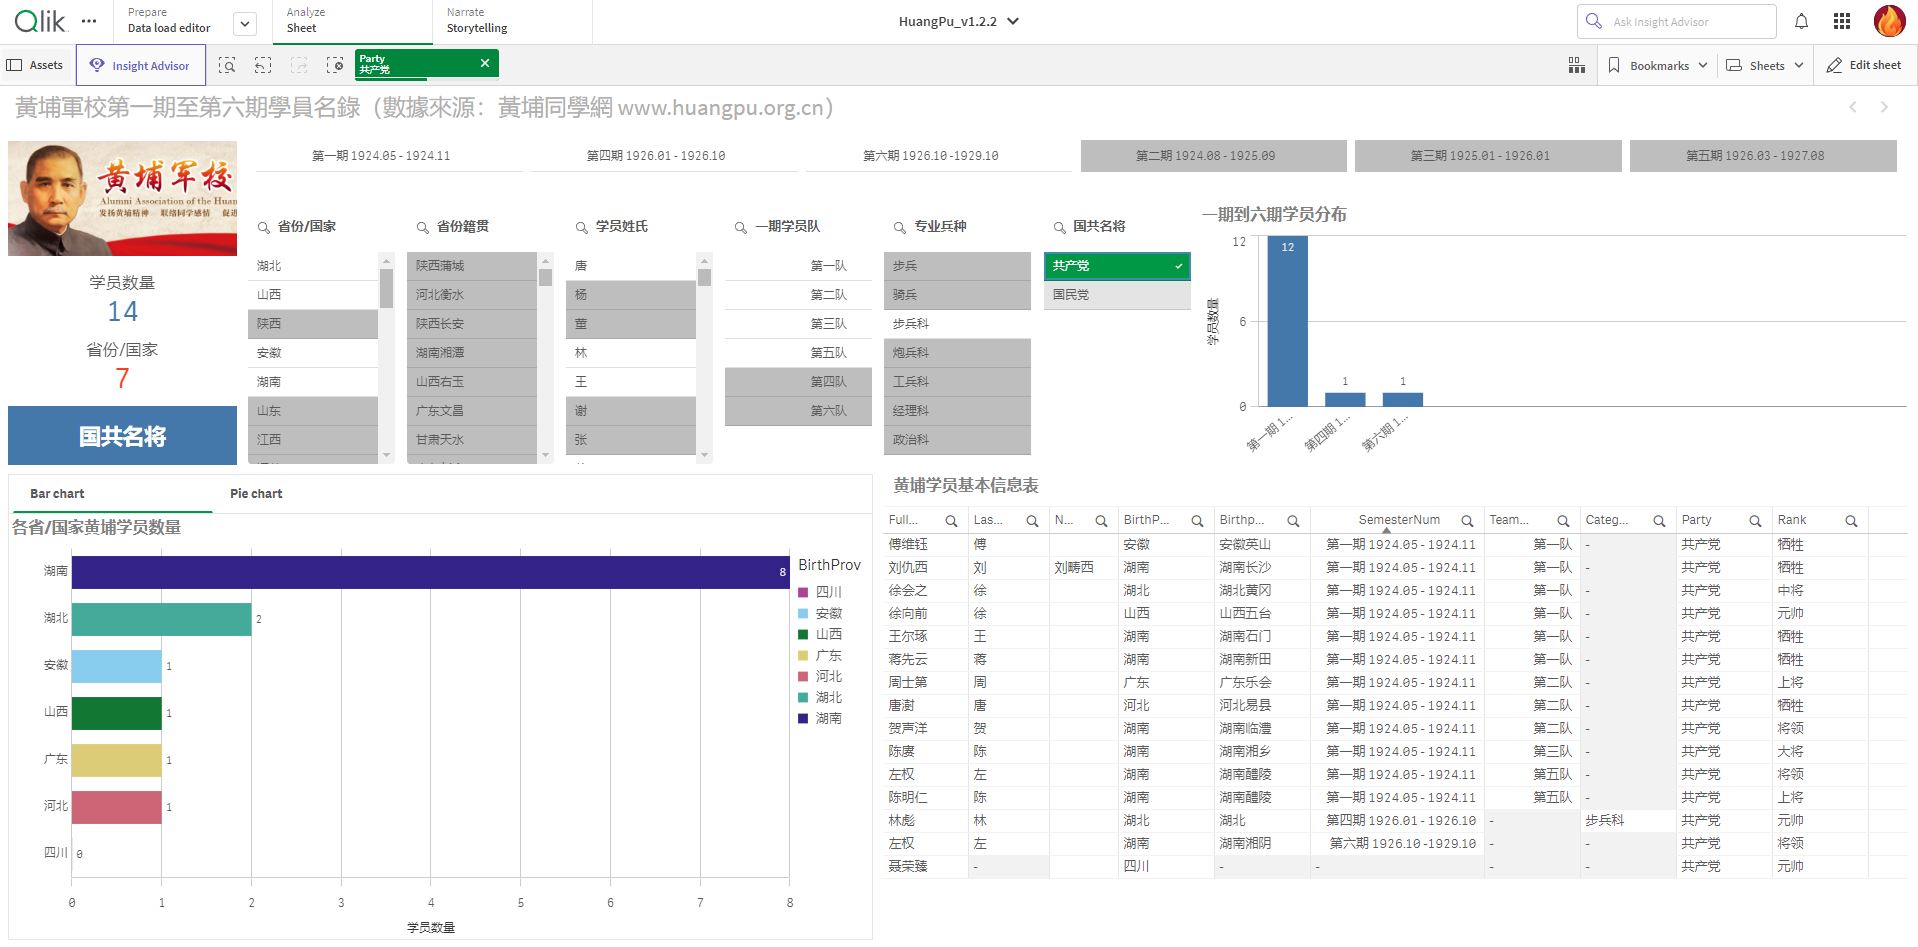 Qlik
Prepare
Data load editor
Analyze
Sheet
Narrate
Storytelling
HuangPu_v1.2.2
Ask Insight Advisor
Assets
Insight Advisor
Party
共产党
Bookmarks
Sheets
Edit sheet
黃埔軍校第一期至第六期學員名錄（數據來源：黃埔同學網 www.huangpu.org.cn）
黄埔军校
Alumni Association of the Huan
发扬黄埔精神 联络同学感情 促进
第一期 1924.05 - 1924.11
第四期 1926.01 - 1926.10
第六期 1926.10 -1929.10
第二期 1924.08 - 1925.09
第三期 1925.01 - 1926.01
第五期 1926.03 - 1927.08
学员数量
14
省份/国家
7
国共名将
省份/国家
湖北
山西
陕西
安徽
湖南
山东
江西
省份籍贯
陕西蒲城
河北衡水
陕西长安
湖南湘潭
山西右玉
广东文昌
甘肃天水
学员姓氏
唐
杨
董
林
王
谢
张
一期学员队
第一队
第二队
第三队
第五队
第四队
第六队
专业兵种
步兵
骑兵
步兵科
炮兵科
工兵科
经理科
政治科
国共名将
共产党
国民党
一期到六期学员分布
学员数量
12
6
0
12
1
1
第一期 1...
第四期 1...
第六期 1...
Bar chart
Pie chart
各省/国家黄埔学员数量
湖南 8
湖北 2
安徽 1
山西 1
广东 1
河北 1
四川 0
0 1 2 3 4 5 6 7 8
学员数量
BirthProv
四川
安徽
山西
广东
河北
湖北
湖南
黄埔学员基本信息表
Full... Las... N... BirthP... Birthp... SemesterNum Team... Categ... Party Rank
傅维钰 傅 安徽 安徽英山 第一期 1924.05 - 1924.11 第一队 - 共产党 牺牲
刘仇西 刘 刘畴西 湖南 湖南长沙 第一期 1924.05 - 1924.11 第一队 - 共产党 牺牲
徐会之 徐 湖北 湖北黄冈 第一期 1924.05 - 1924.11 第一队 - 共产党 中将
徐向前 徐 山西 山西五台 第一期 1924.05 - 1924.11 第一队 - 共产党 元帅
王尔琢 王 湖南 湖南石门 第一期 1924.05 - 1924.11 第一队 - 共产党 牺牲
蒋先云 蒋 湖南 湖南新田 第一期 1924.05 - 1924.11 第一队 - 共产党 牺牲
周士第 周 广东 广东乐会 第一期 1924.05 - 1924.11 第二队 - 共产党 上将
唐澍 唐 河北 河北易县 第一期 1924.05 - 1924.11 第二队 - 共产党 牺牲
贺声洋 贺 湖南 湖南临澧 第一期 1924.05 - 1924.11 第二队 - 共产党 将领
陈赓 陈 湖南 湖南湘乡 第一期 1924.05 - 1924.11 第三队 - 共产党 大将
左权 左 湖南 湖南醴陵 第一期 1924.05 - 1924.11 第五队 - 共产党 将领
陈明仁 陈 湖南 湖南醴陵 第一期 1924.05 - 1924.11 第五队 - 共产党 上将
林彪 林 湖北 湖北 第四期 1926.01 - 1926.10 - 步兵科 共产党 元帅
左权 左 湖南 湖南湘阴 第六期 1926.10 -1929.10 - - 共产党 将领
聂荣臻 - 四川 - - - - 共产党 元帅